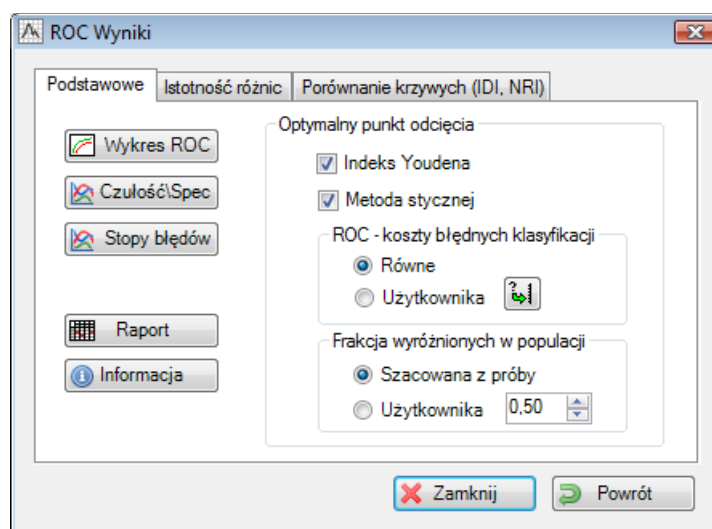 ROC Wyniki
Podstawowe
Istotność różnic
Porównanie krzywych (IDI, NRI)
Wykres ROC
Czułość\Spec
Stopy błędów
Raport
Informacja
Optymalny punkt odcięcia
Indeks Youdena
Metoda stycznej
ROC - koszty błędnych klasyfikacji
Równe
Użytkownika
Frakcja wyróżnionych w populacji
Szacowana z próby
Użytkownika 0,50
Zamknij
Powrót